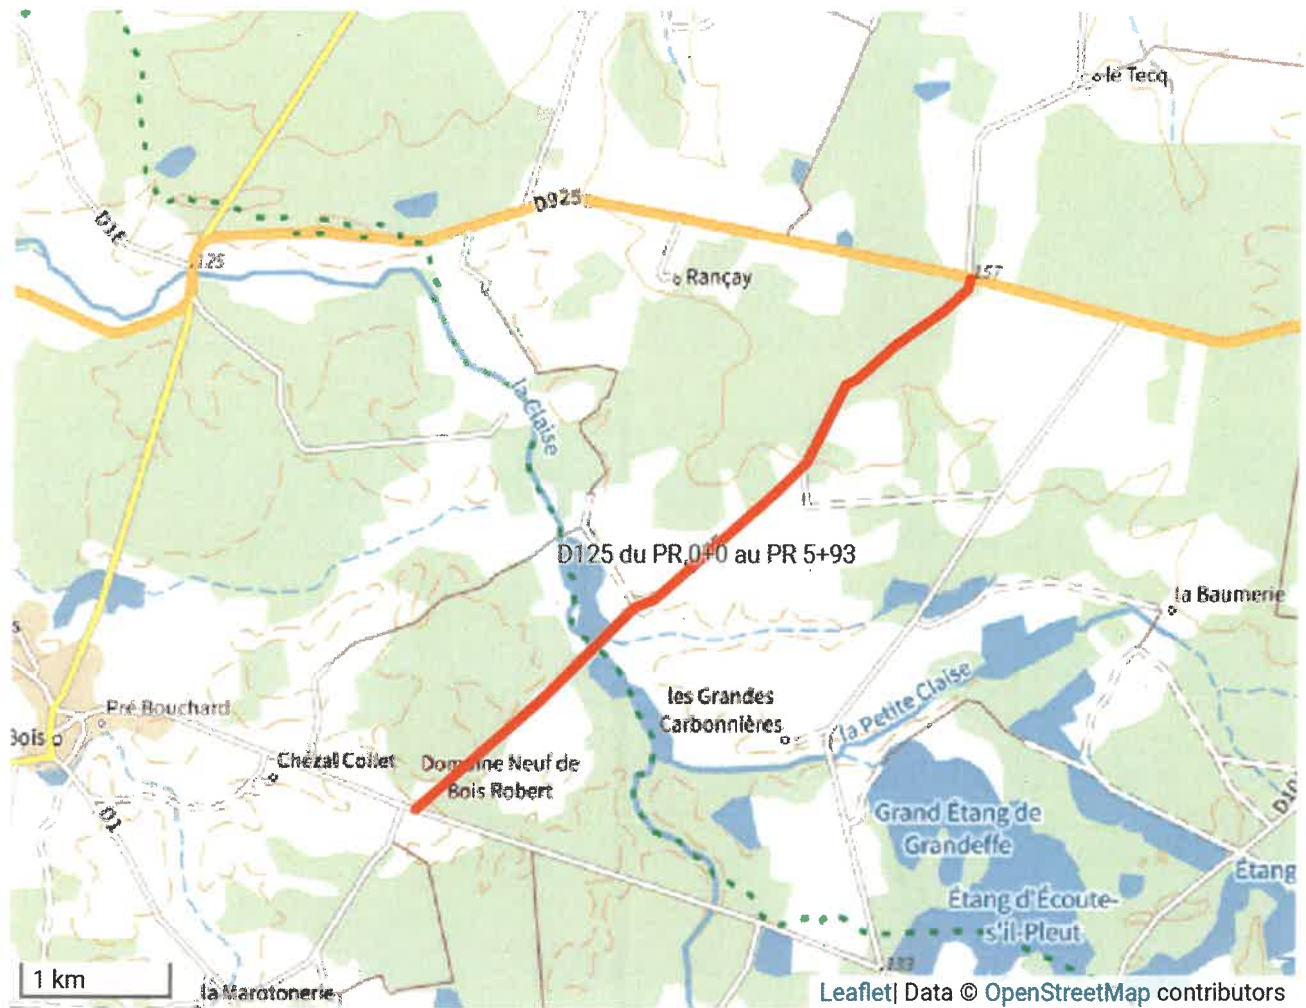 le Tecq
D925
D1E
125
157
Rançay
la Claise
D125 du PR 0+0 au PR 5+93
la Baumerie
s
les Grandes
Carbonnières
la Petite Claise
Pré Bouchard
Bois
Chézal Collet
Domaine Neuf de
Bois Robert
D1
Grand Étang de
Grandeffe
Étang
Étang d'Écoute-
s'il-Pleut
133
1 km
la Marotonerie
Leaflet | Data © OpenStreetMap contributors